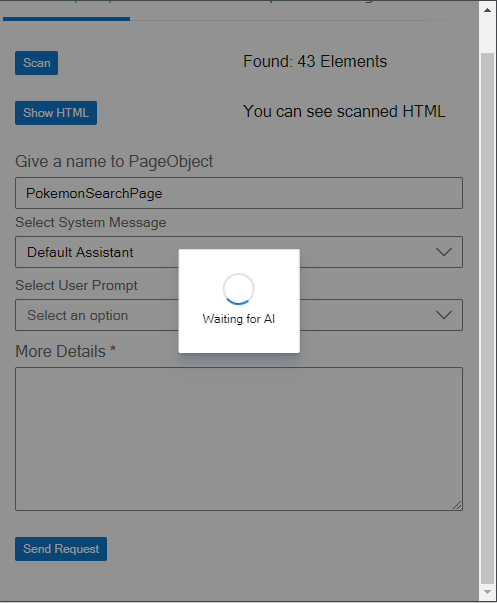 Scan
Found: 43 Elements
Show HTML
You can see scanned HTML
Give a name to PageObject
PokemonSearchPage
Select System Message
Default Assistant
Select User Prompt
Waiting for AI
Select an option
More Details *
Send Request